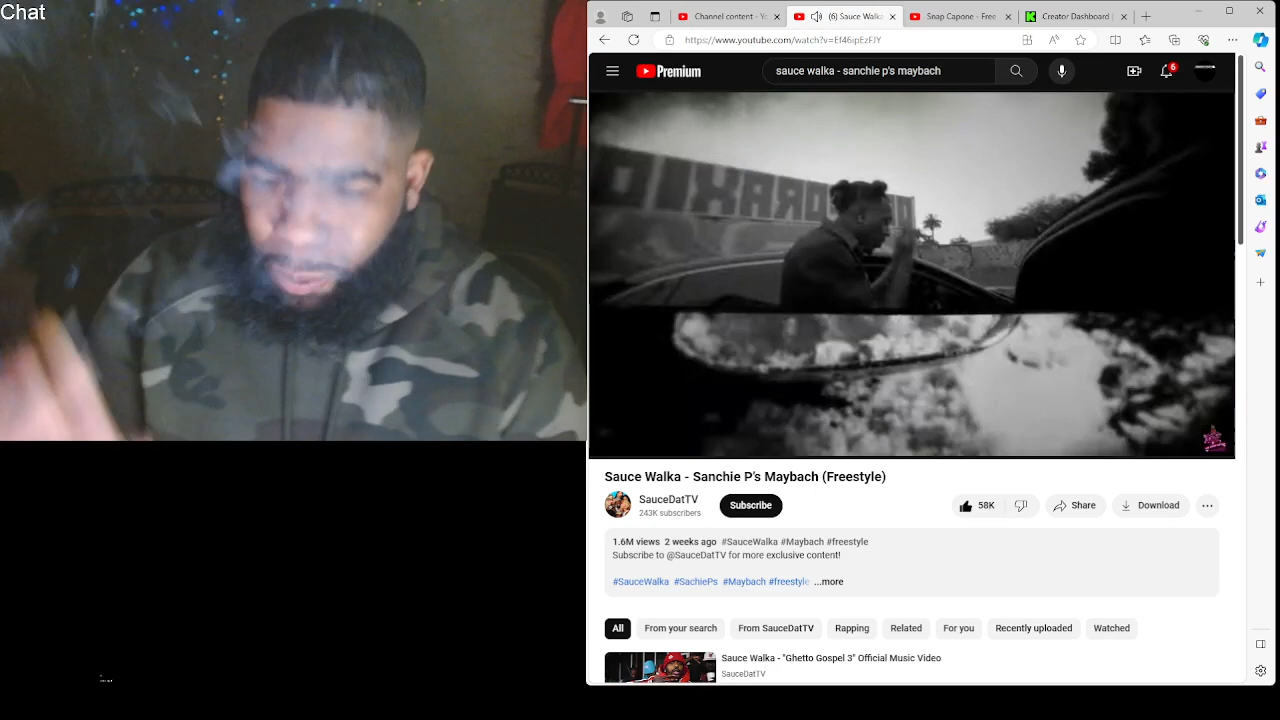 Chat
Channel content - Yo
(6) Sauce Walka
Snap Capone - Free
Creator Dashboard
https://www.youtube.com/watch?v=Ef46ipEzFJY
Premium
sauce walka - sanchie p's maybach
6
Sauce Walka - Sanchie P's Maybach (Freestyle)
SauceDatTV
243K subscribers
Subscribe
58K
Share
Download
1.6M views 2 weeks ago #SauceWalka #Maybach #freestyle
Subscribe to @SauceDatTV for more exclusive content!
#SauceWalka #SachiePs #Maybach #freestyle ...more
All
From your search
From SauceDatTV
Rapping
Related
For you
Recently uploaded
Watched
Sauce Walka - "Ghetto Gospel 3" Official Music Video
SauceDatTV